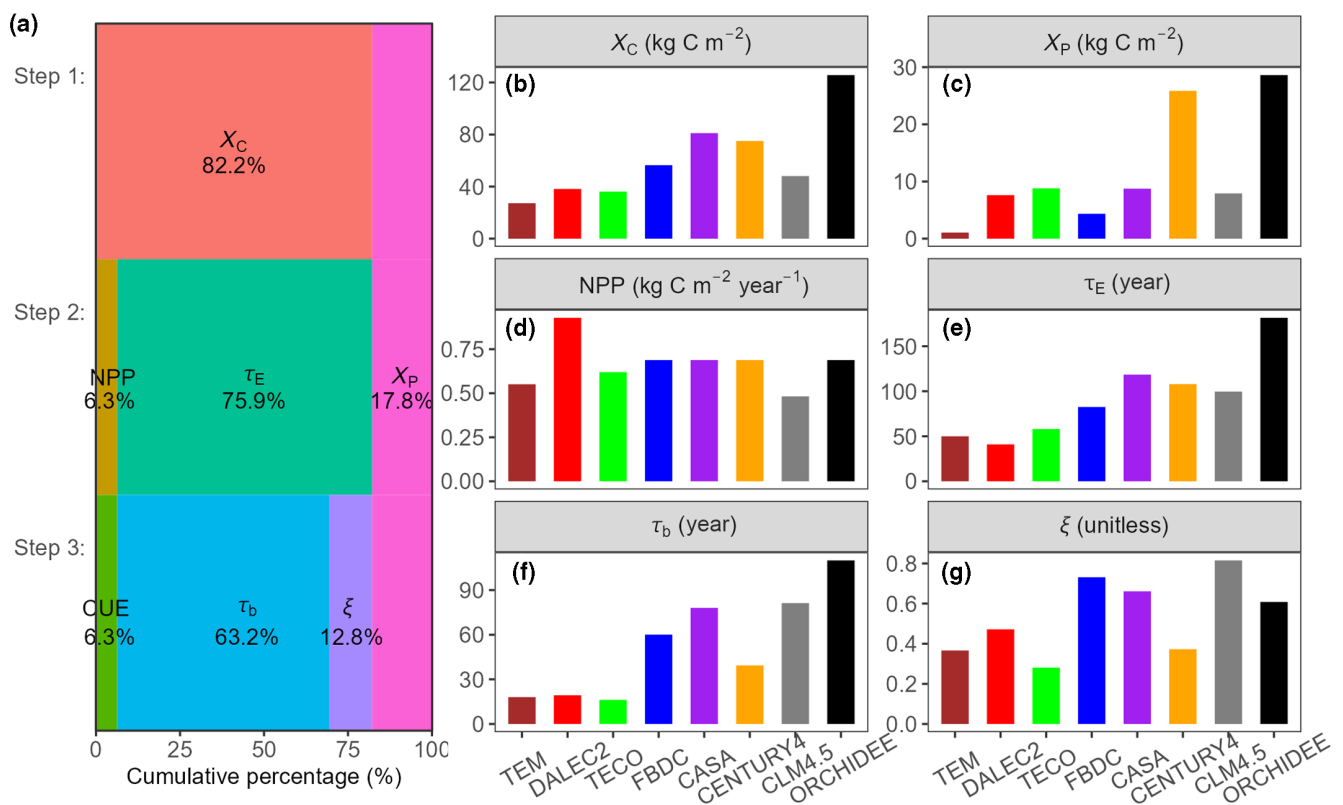 (a)
Step 1:
X_C
82.2%
Step 2:
NPP
6.3%
τ_E
75.9%
X_P
17.8%
Step 3:
CUE
6.3%
τ_b
63.2%
ξ
12.8%
0 25 50 75 100
Cumulative percentage (%)
X_C (kg C m⁻²)
(b)
120
80
40
0
X_P (kg C m⁻²)
(c)
30
20
10
0
NPP (kg C m⁻² year⁻¹)
(d)
0.75
0.50
0.25
0.00
τ_E (year)
(e)
150
100
50
0
τ_b (year)
(f)
90
60
30
0
TEM
DALEC2
TECO
FBDC
CASA
CENTURY4
CLM4.5
ORCHIDEE
ξ (unitless)
(g)
0.8
0.6
0.4
0.2
0.0
TEM
DALEC2
TECO
FBDC
CASA
CENTURY4
CLM4.5
ORCHIDEE